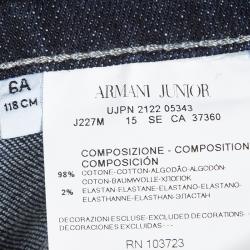 6A
118 CM
ARMANI JUNIOR
UJPN 2122 05343
J227M 15 SE CA 37360
COMPOSIZIONE - COMPOSITION
COMPOSICIÓN
98% COTONE-COTTON-ALGODÃO-ALGODÓN
COTON-BAUMWOLLE-ХЛОПОК
2% ELASTAN-ELASTANE-ELASTANO-ELASTANO
ELASTHANNE-ELASTHAN-ЭЛАСТАН
DECORAZIONI ESCLUSE-EXCLUDED DECORATIONS
DECORACIONES EXCLUIDAS-DECORATIONS
RN 103723